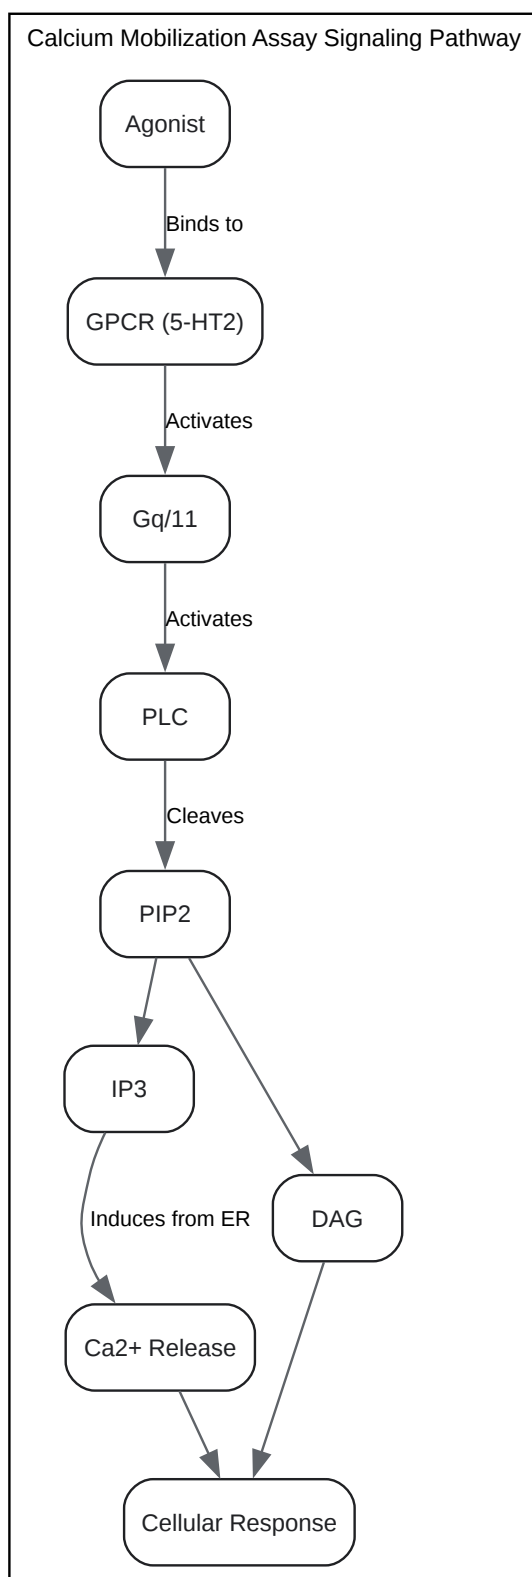 Calcium Mobilization Assay Signaling Pathway
Agonist
Binds to
GPCR (5-HT2)
Activates
Gq/11
Activates
PLC
Cleaves
PIP2
IP3
Induces from ER
DAG
Ca2+ Release
Cellular Response